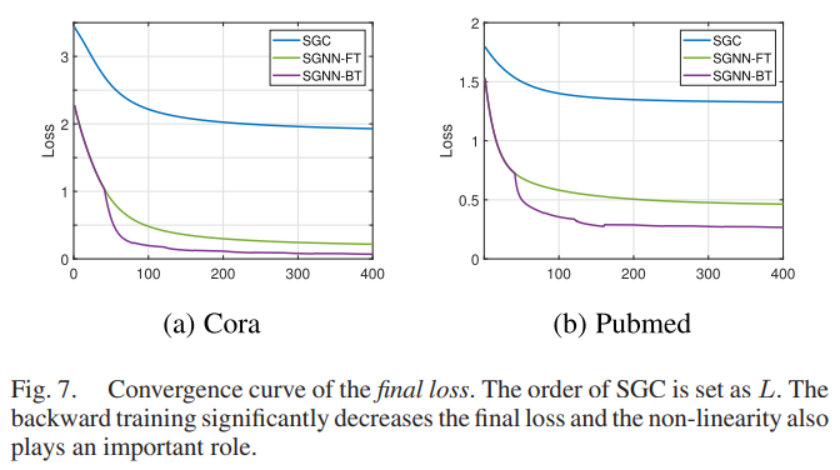 SGC
SGNN-FT
SGNN-BT
3
2
1
0
Loss
0
100
200
300
400
(a) Cora
SGC
SGNN-FT
SGNN-BT
2
1.5
1
0.5
0
Loss
100
200
300
400
(b) Pubmed
Fig. 7. Convergence curve of the final loss. The order of SGC is set as L. The
backward training significantly decreases the final loss and the non-linearity also
plays an important role.